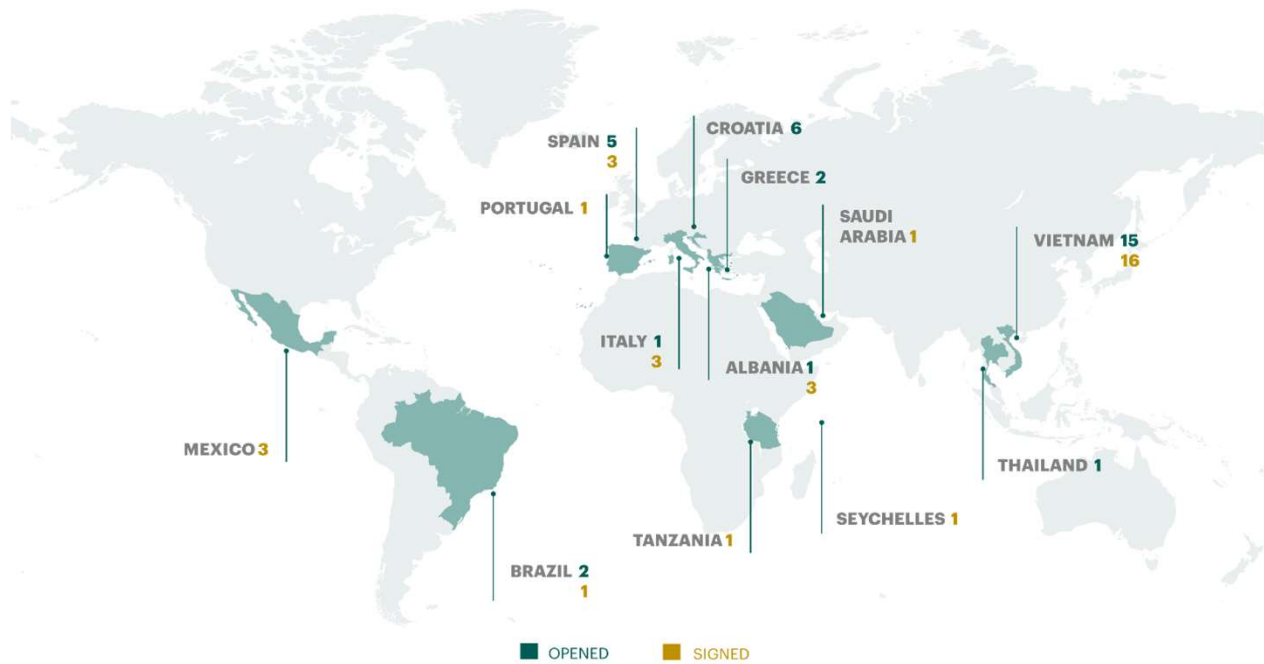 SPAIN 5
3
CROATIA 6
GREECE 2
PORTUGAL 1
SAUDI
ARABIA 1
VIETNAM 15
16
ITALY 1
3
ALBANIA 1
3
MEXICO 3
THAILAND 1
SEYCHELLES 1
TANZANIA 1
BRAZIL 2
1
OPENED
SIGNED